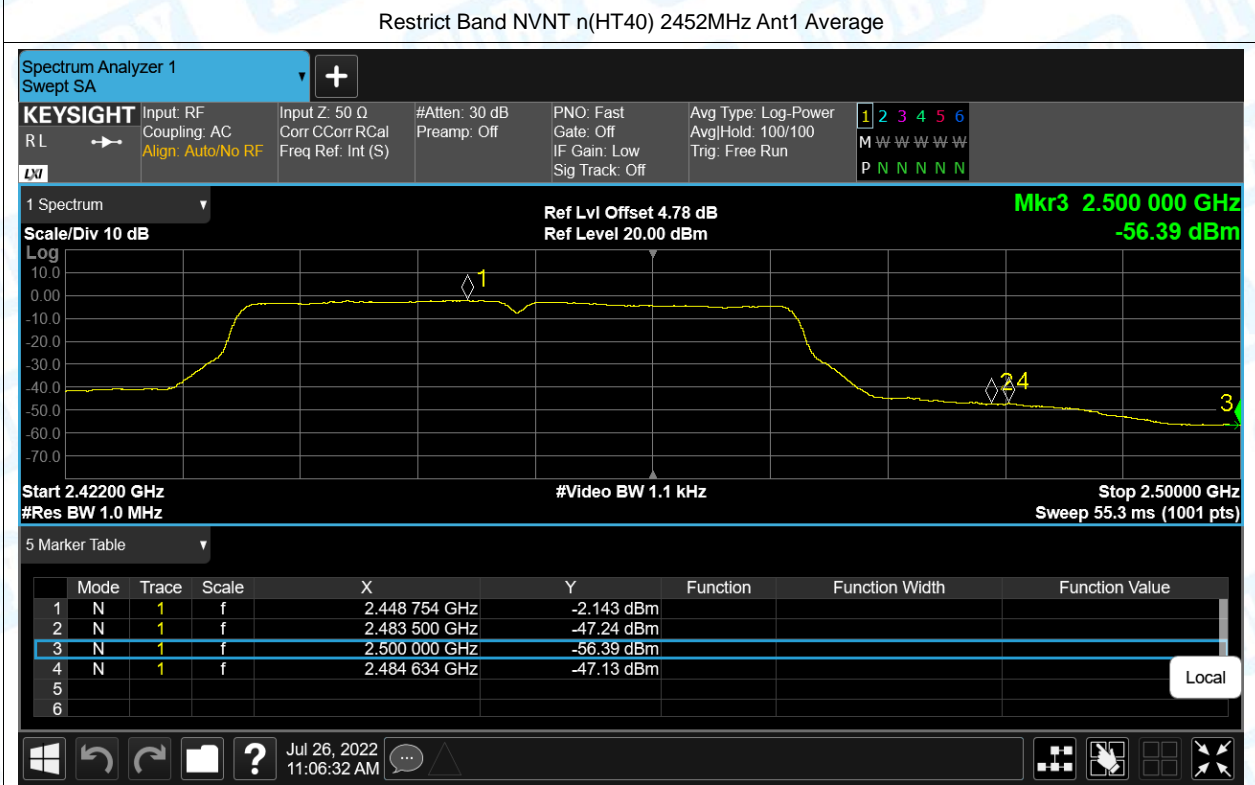 Restrict Band NVNT n(HT40) 2452MHz Ant1 Average
Spectrum Analyzer 1
Swept SA
+
KEYSIGHT
RL
LXI
Input: RF
Coupling: AC
Align: Auto/No RF
Input Z: 50 Ω
Corr CCorr RCal
Freq Ref: Int (S)
#Atten: 30 dB
Preamp: Off
PNO: Fast
Gate: Off
IF Gain: Low
Sig Track: Off
Avg Type: Log-Power
Avg|Hold: 100/100
Trig: Free Run
1 2 3 4 5 6
M W W W W W
P N N N N N
1 Spectrum
Scale/Div 10 dB
Ref Lvl Offset 4.78 dB
Ref Level 20.00 dBm
Mkr3 2.500 000 GHz
-56.39 dBm
Log
10.0
0.00
-10.0
-20.0
-30.0
-40.0
-50.0
-60.0
-70.0
1
2 4
3
Start 2.42200 GHz
#Res BW 1.0 MHz
#Video BW 1.1 kHz
Stop 2.50000 GHz
Sweep 55.3 ms (1001 pts)
5 Marker Table
Mode Trace Scale X Y Function Function Width Function Value
1 N 1 f 2.448 754 GHz -2.143 dBm
2 N 1 f 2.483 500 GHz -47.24 dBm
3 N 1 f 2.500 000 GHz -56.39 dBm
4 N 1 f 2.484 634 GHz -47.13 dBm
5
6
Local
?
Jul 26, 2022
11:06:32 AM